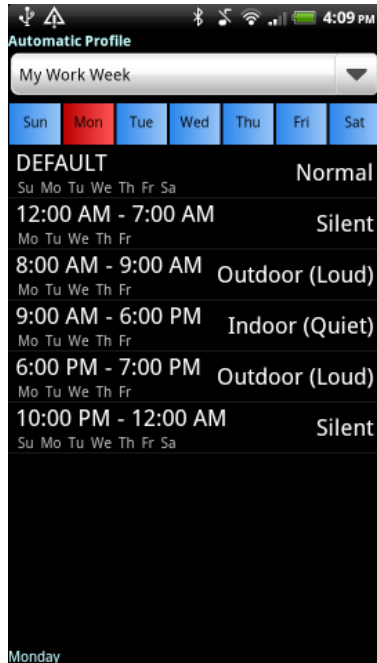 4:09 PM
Automatic Profile
My Work Week
Sun Mon Tue Wed Thu Fri Sat
DEFAULT Normal
Su Mo Tu We Th Fr Sa
12:00 AM - 7:00 AM Silent
Mo Tu We Th Fr
8:00 AM - 9:00 AM Outdoor (Loud)
Mo Tu We Th Fr
9:00 AM - 6:00 PM Indoor (Quiet)
Mo Tu We Th Fr
6:00 PM - 7:00 PM Outdoor (Loud)
Mo Tu We Th Fr
10:00 PM - 12:00 AM Silent
Su Mo Tu We Th Fr Sa
Monday